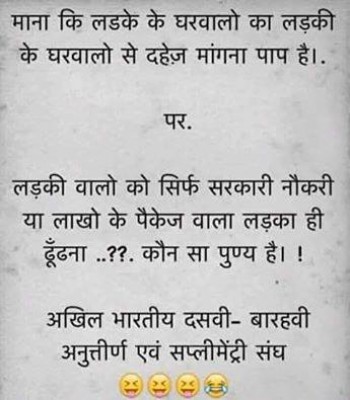 माना कि लडके के घरवालो का लड़की
के घरवालो से दहेज़ मांगना पाप है।.
पर.
लड़की वालो को सिर्फ सरकारी नौकरी
या लाखो के पैकेज वाला लड़का ही
ढूँढना ..??. कौन सा पुण्य है। !
अखिल भारतीय दसवी- बारहवी
अनुत्तीर्ण एवं सप्लीमेंट्री संघ
😆😆😆😂